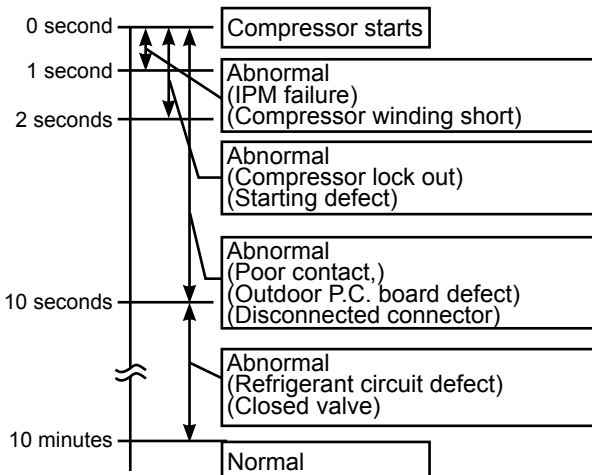 0 second
Compressor starts
1 second
Abnormal
(IPM failure)
(Compressor winding short)
2 seconds
Abnormal
(Compressor lock out)
(Starting defect)
Abnormal
(Poor contact,)
(Outdoor P.C. board defect)
(Disconnected connector)
10 seconds
Abnormal
(Refrigerant circuit defect)
(Closed valve)
10 minutes
Normal